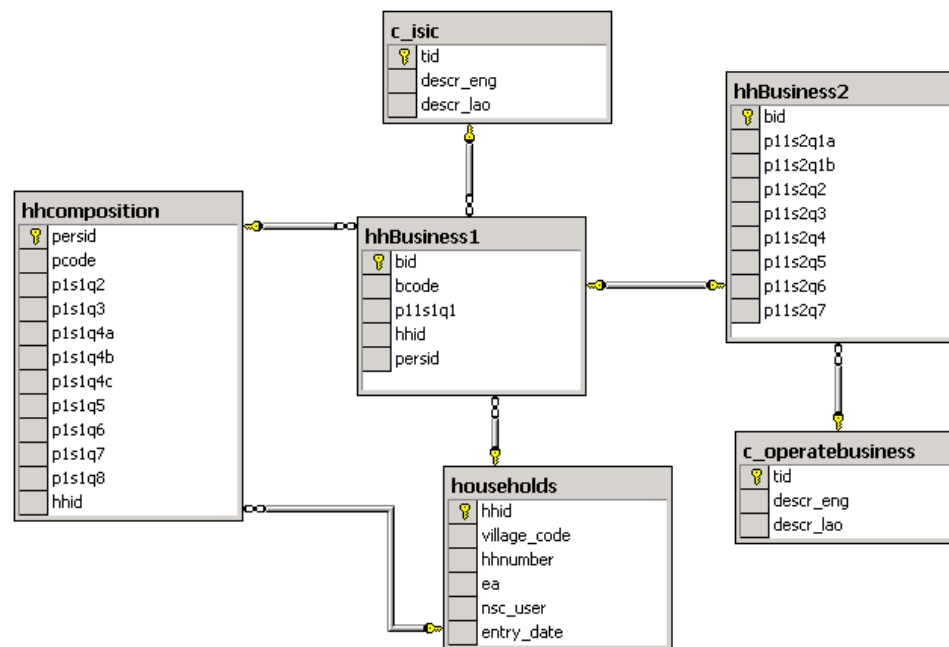 c_isic
tid
descr_eng
descr_lao
hhBusiness2
bid
p11s2q1a
p11s2q1b
p11s2q2
p11s2q3
p11s2q4
p11s2q5
p11s2q6
p11s2q7
hhcomposition
persid
pcode
p1s1q2
p1s1q3
p1s1q4a
p1s1q4b
p1s1q4c
p1s1q5
p1s1q6
p1s1q7
p1s1q8
hhid
hhBusiness1
bid
bcode
p11s1q1
hhid
persid
households
hhid
village_code
hhnumber
ea
nsc_user
entry_date
c_operatebusiness
tid
descr_eng
descr_lao